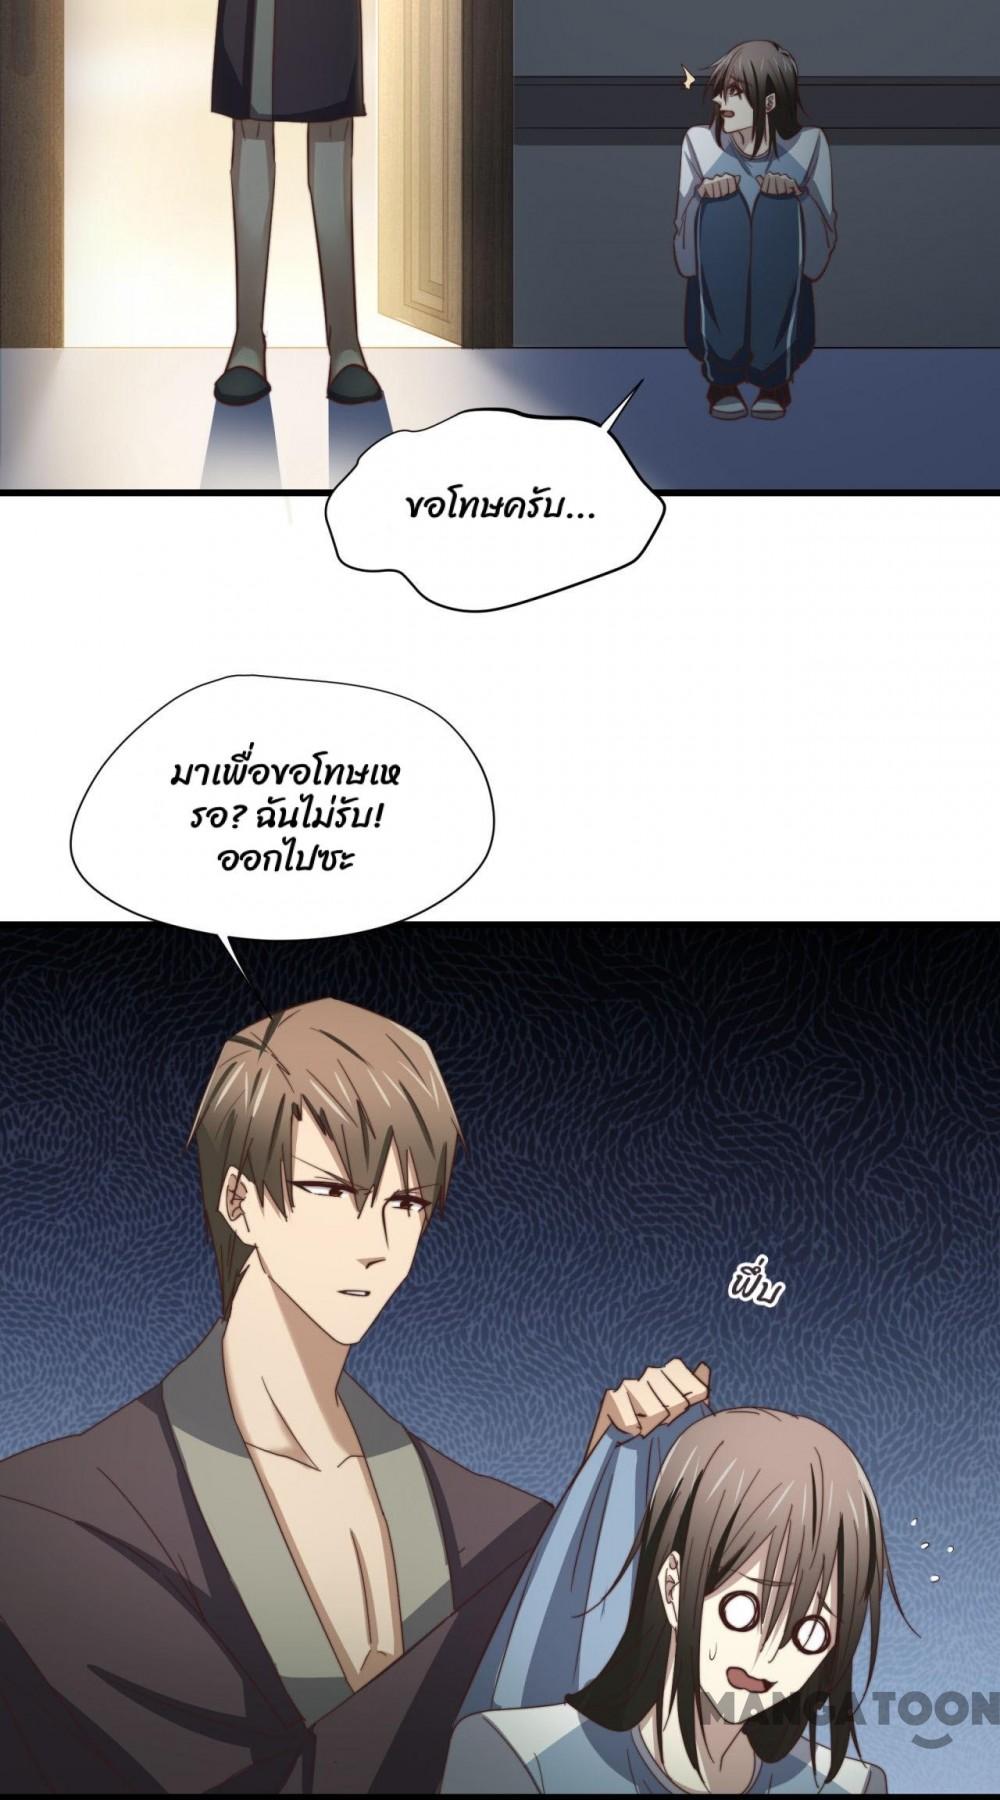 ขอโทษครับ...
มาเพื่อขอโทษเห
รอ? ฉันไม่รับ!
ออกไปซะ
ฟึ่บ
MANGATOON